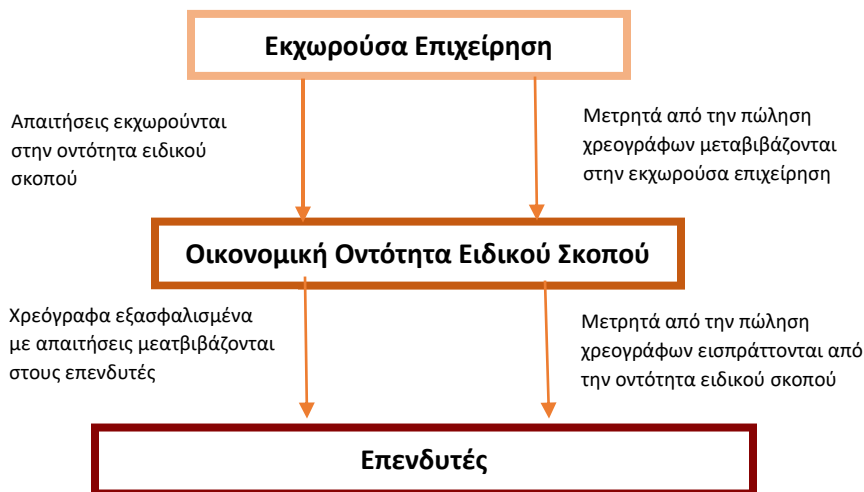 Εκχωρούσα Επιχείρηση
Απαιτήσεις εκχωρούνται
στην οντότητα ειδικού
σκοπού
Μετρητά από την πώληση
χρεογράφων μεταβιβάζονται
στην εκχωρούσα επιχείρηση
Οικονομική Οντότητα Ειδικού Σκοπού
Χρεόγραφα εξασφαλισμένα
με απαιτήσεις μεατβιβάζονται
στους επενδυτές
Μετρητά από την πώληση
χρεογράφων εισπράττονται από
την οντότητα ειδικού σκοπού
Επενδυτές